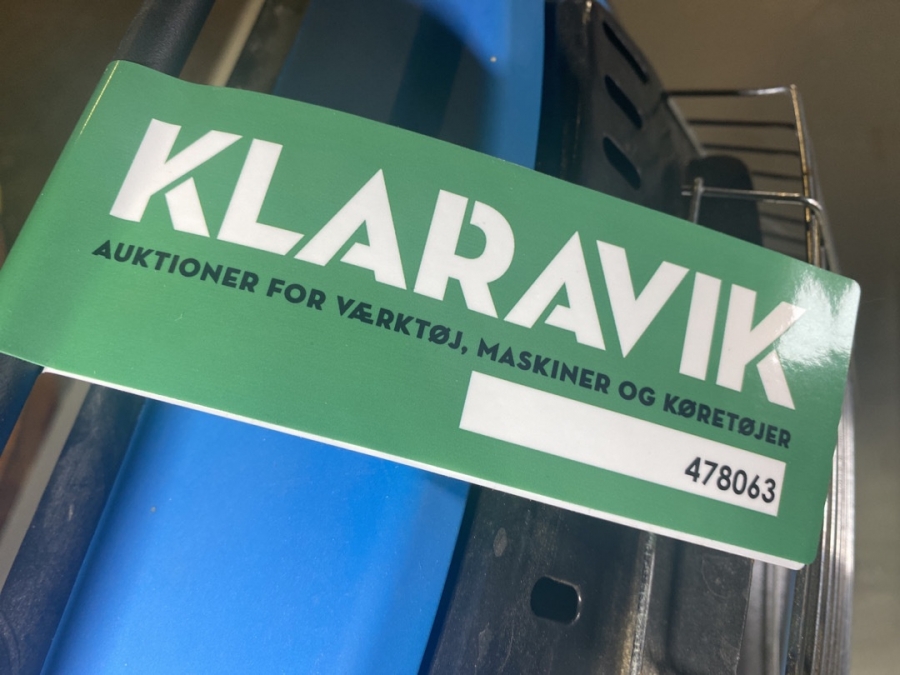 KLARAVIK
AUKTIONER FOR VÆRKTØJ, MASKINER OG KØRETØJER
478063